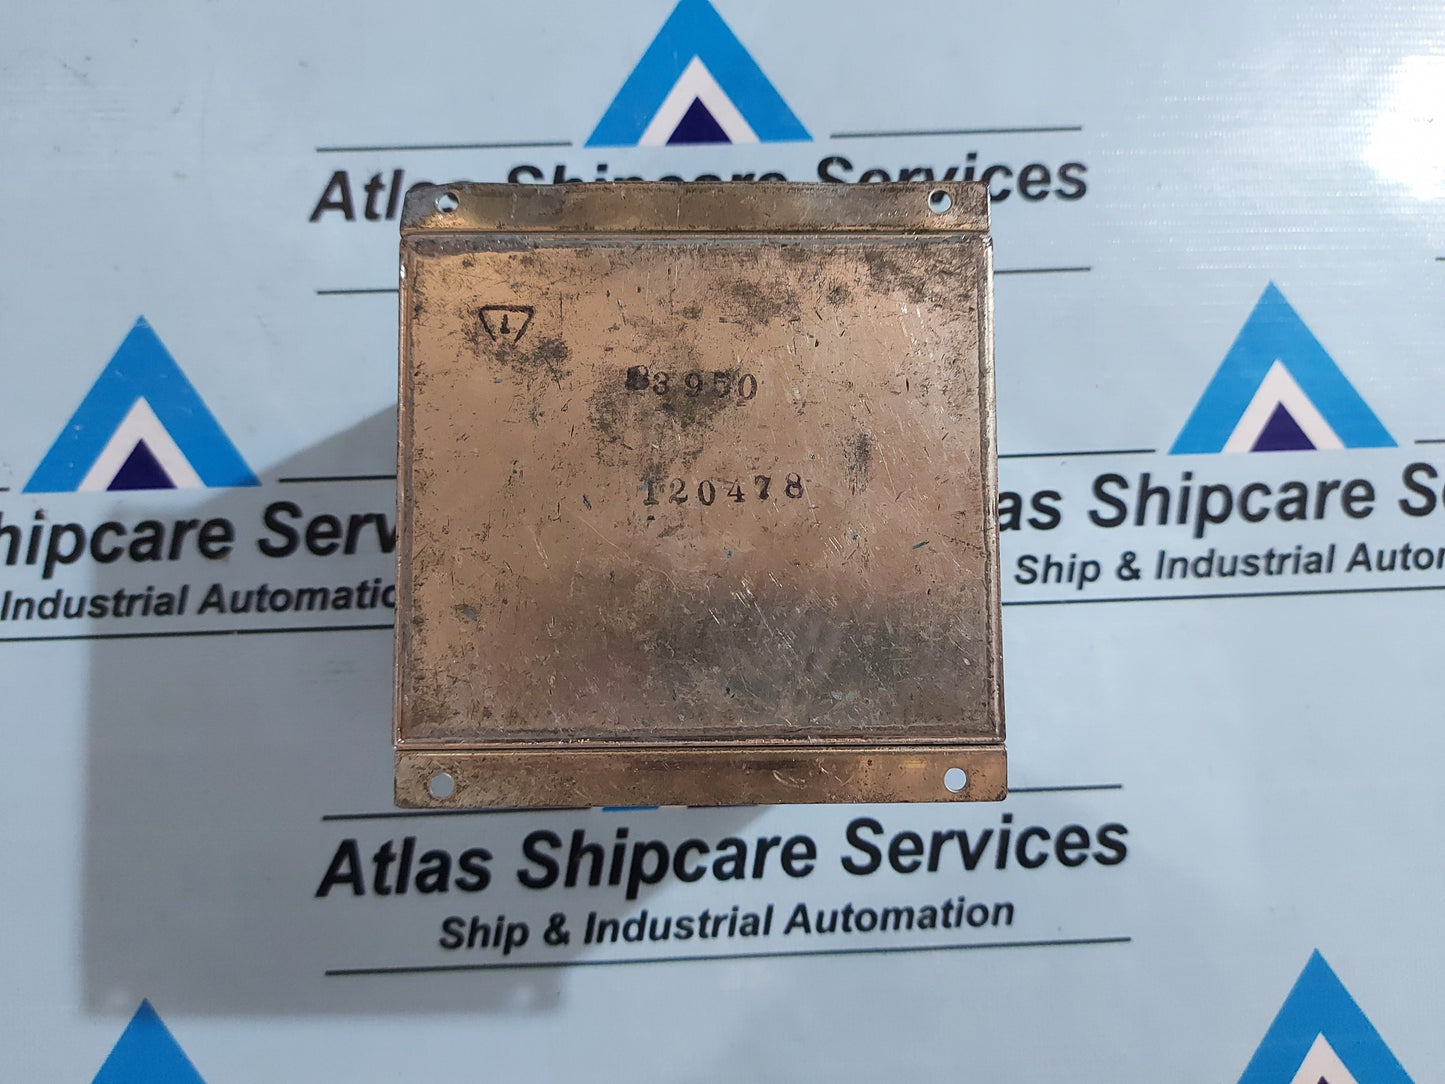 Atlas Shipcare Services
1
3950
120478
hipcare Serv
Industrial Automatic
as Shipcare S
Ship & Industrial Autor
Atlas Shipcare Services
Ship & Industrial Automation